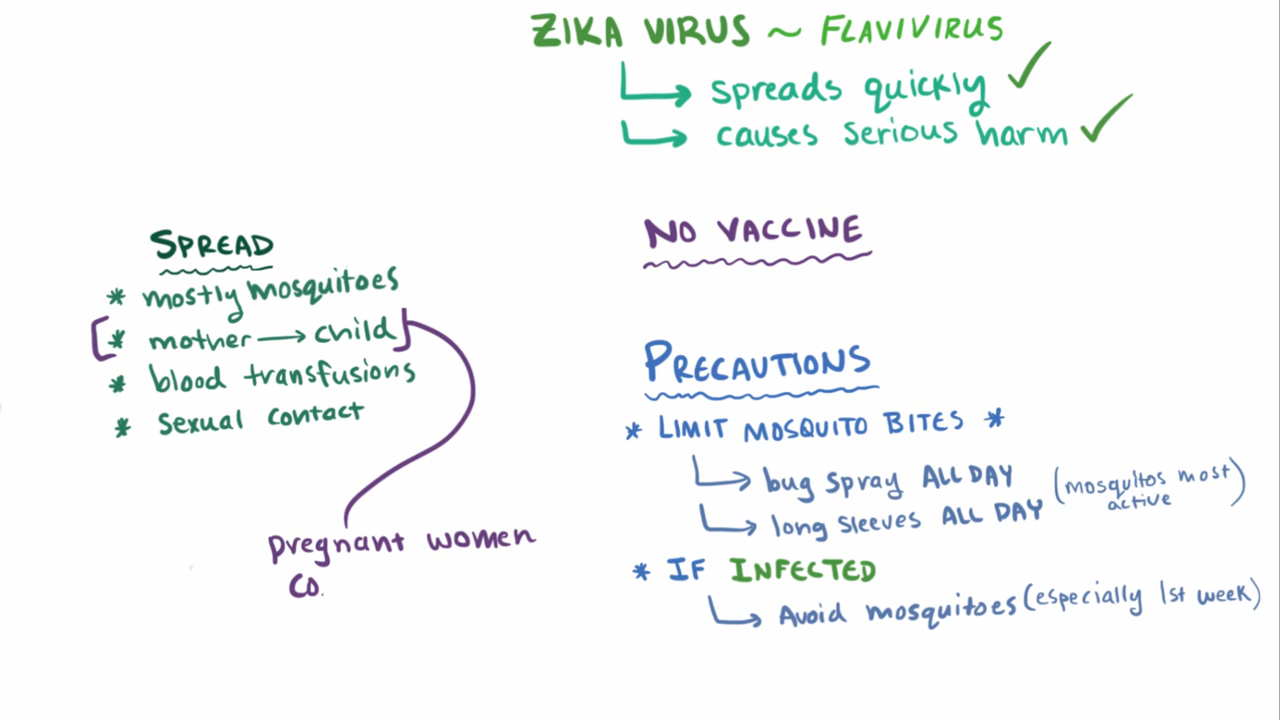 ZIKA VIRUS ~ FLAVIVIRUS
spreads quickly ✓
causes serious harm ✓
SPREAD
* mostly mosquitoes
[* mother → child]
* blood transfusions
* Sexual contact
pregnant women
Co.
NO VACCINE
PRECAUTIONS
* LIMIT MOSQUITO BITES *
bug spray ALL DAY (mosquitos most
active)
long sleeves ALL DAY
* IF INFECTED
Avoid mosquitoes (especially 1st week)